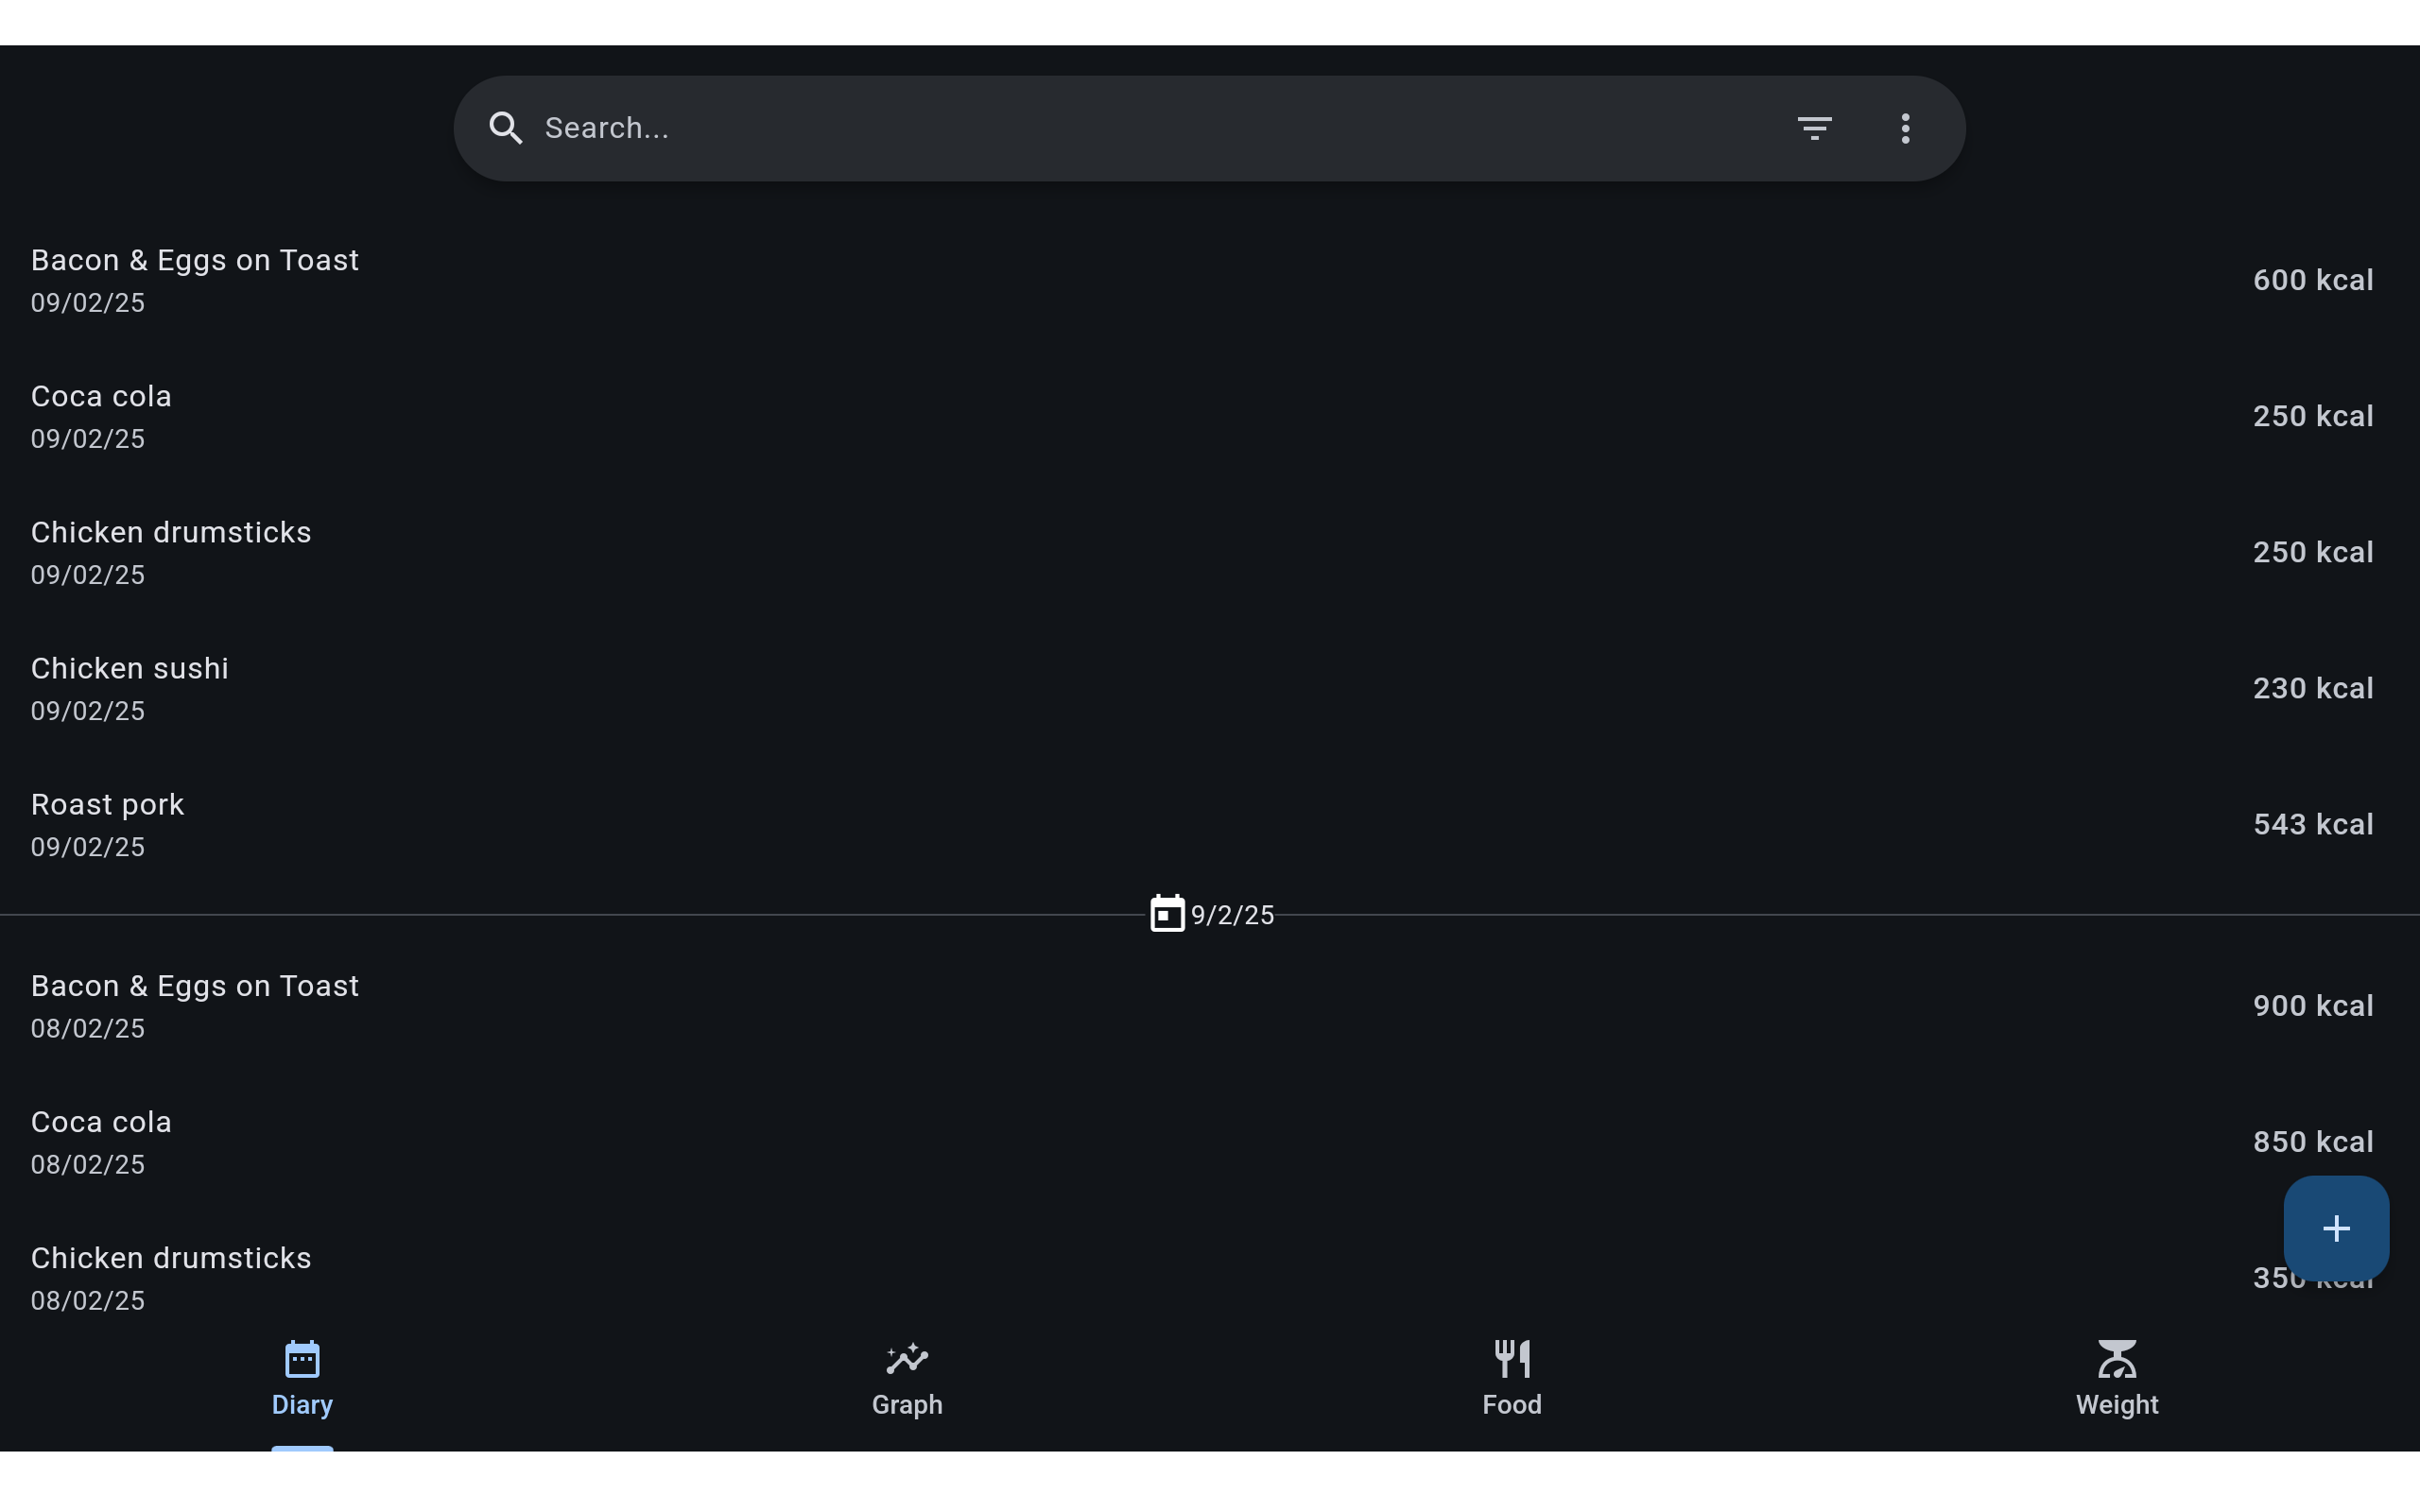 Search...
Bacon & Eggs on Toast
09/02/25
600 kcal
Coca cola
09/02/25
250 kcal
Chicken drumsticks
09/02/25
250 kcal
Chicken sushi
09/02/25
230 kcal
Roast pork
09/02/25
543 kcal
9/2/25
Bacon & Eggs on Toast
08/02/25
900 kcal
Coca cola
08/02/25
850 kcal
Chicken drumsticks
08/02/25
350 kcal
Diary
Graph
Food
Weight